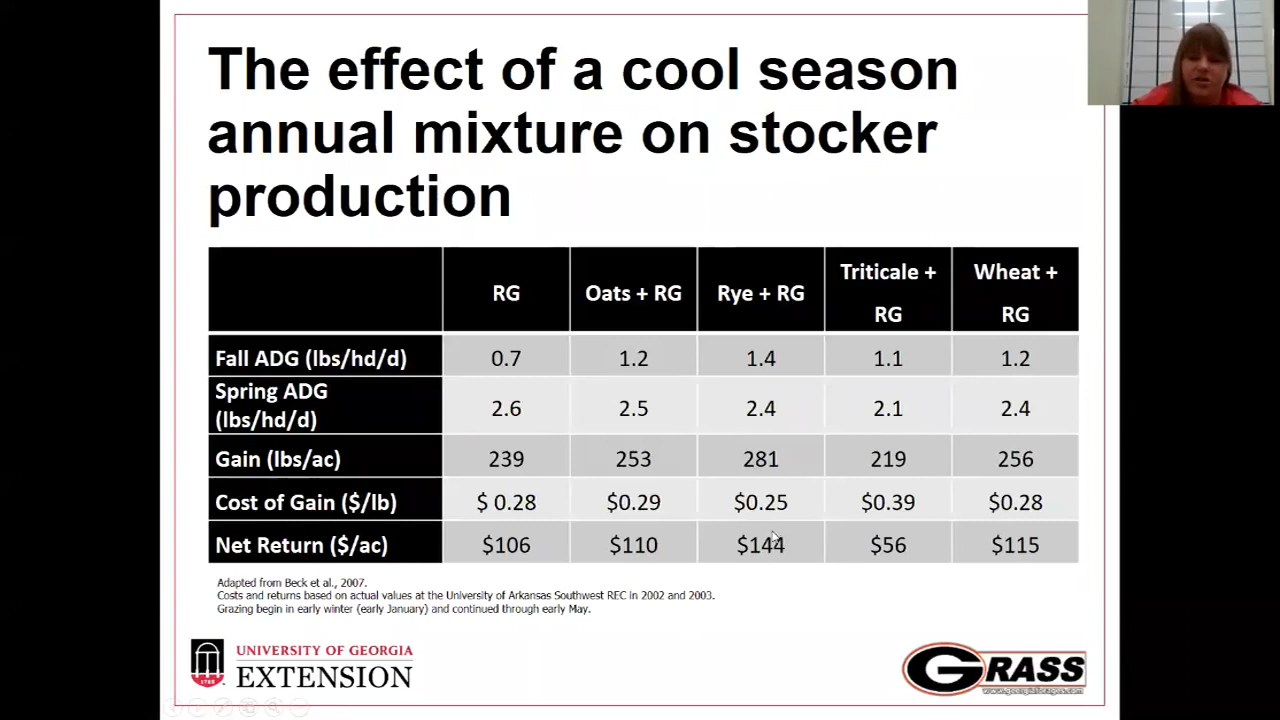 The effect of a cool season
annual mixture on stocker
production
RG Oats + RG Rye + RG Triticale + RG Wheat + RG
Fall ADG (lbs/hd/d) 0.7 1.2 1.4 1.1 1.2
Spring ADG (lbs/hd/d) 2.6 2.5 2.4 2.1 2.4
Gain (lbs/ac) 239 253 281 219 256
Cost of Gain ($/lb) $ 0.28 $0.29 $0.25 $0.39 $0.28
Net Return ($/ac) $106 $110 $144 $56 $115
Adapted from Beck et al., 2007.
Costs and returns based on actual values at the University of Arkansas Southwest REC in 2002 and 2003.
Grazing begin in early winter (early January) and continued through early May.
1785
UNIVERSITY OF GEORGIA
EXTENSION
GRASS
www.georgiaforages.com